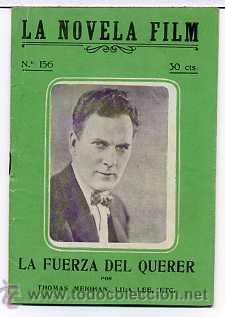 LA NOVELA FILM
N.º 156 30 cts.
LA FUERZA DEL QUERER
POR
THOMAS MEIGHAN, LILA LEE, ETC.
todocoleccion.net